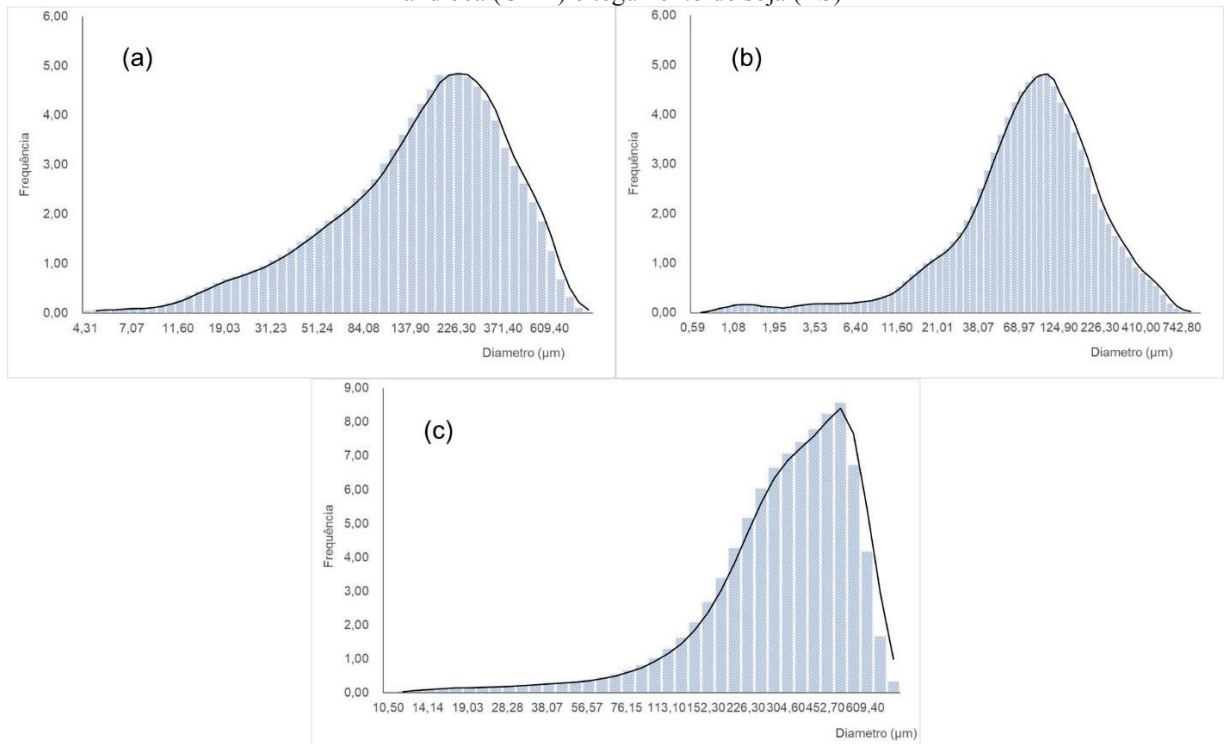 e tegumento de soja
6,00
5,00
4,00
3,00
2,00
1,00
0,00
Frequência
(a)
4,31 7,07 11,60 19,03 31,23 51,24 84,08 137,90 226,30 371,40 609,40
Diametro (µm)
6,00
5,00
4,00
3,00
2,00
1,00
0,00
Frequência
(b)
0,59 1,08 1,95 3,53 6,40 11,60 21,01 38,07 68,97 124,90 226,30 410,00 742,80
Diametro (µm)
9,00
8,00
7,00
6,00
5,00
4,00
3,00
2,00
1,00
0,00
Frequência
(c)
10,50 14,14 19,03 28,28 38,07 56,57 76,15 113,10 152,30 226,30 304,60 452,70 609,40
Diametro (µm)